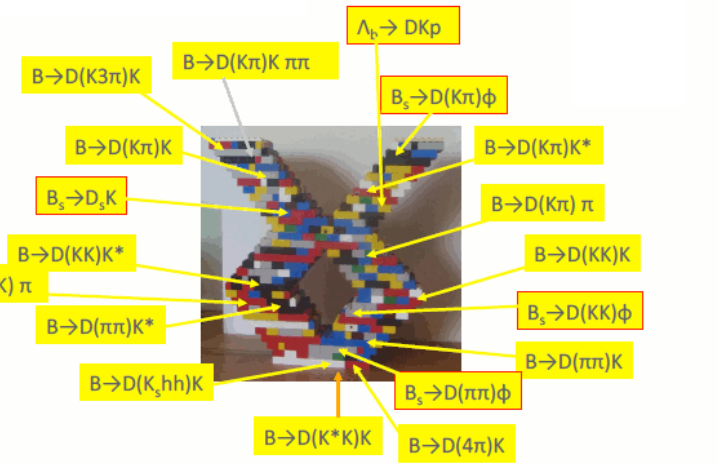 Λb→ DKp
B→D(Kπ)K ππ
B→D(K3π)K
Bs→D(Kπ)ϕ
B→D(Kπ)K
B→D(Kπ)K*
Bs→DsK
B→D(Kπ) π
B→D(KK)K*
B→D(KK)K
K) π
Bs→D(KK)ϕ
B→D(ππ)K*
B→D(ππ)K
B→D(Kshh)K
Bs→D(ππ)ϕ
B→D(K*K)K
B→D(4π)K